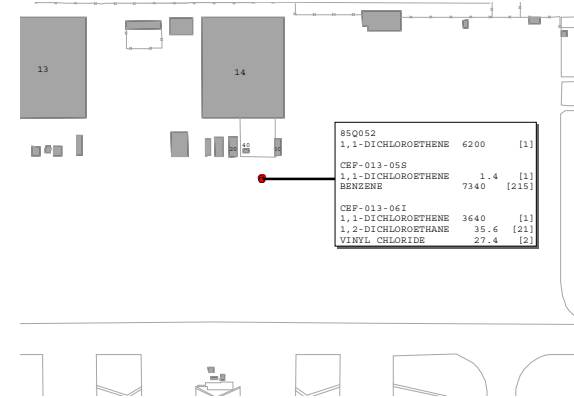 13
14
20
40
10
85Q052
1,1-DICHLOROETHENE 6200 [1]
CEF-013-05S
1,1-DICHLOROETHENE 1.4 [1]
BENZENE 7340 [215]
CEF-013-06I
1,1-DICHLOROETHENE 3640 [1]
1,2-DICHLOROETHANE 35.6 [21]
VINYL CHLORIDE 27.4 [2]